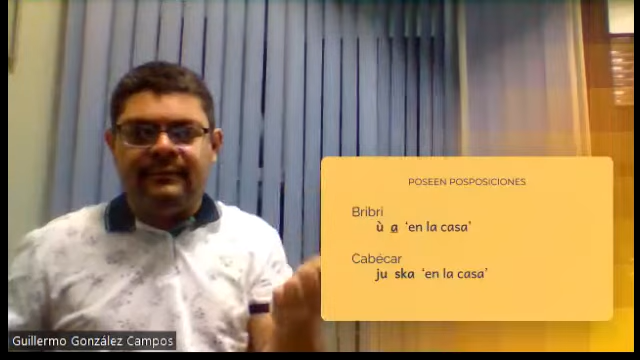 POSEEN POSPOSICIONES
Bribri
ù a̲ ‘en la casa’
Cabécar
ju ska ‘en la casa’
Guillermo González Campos